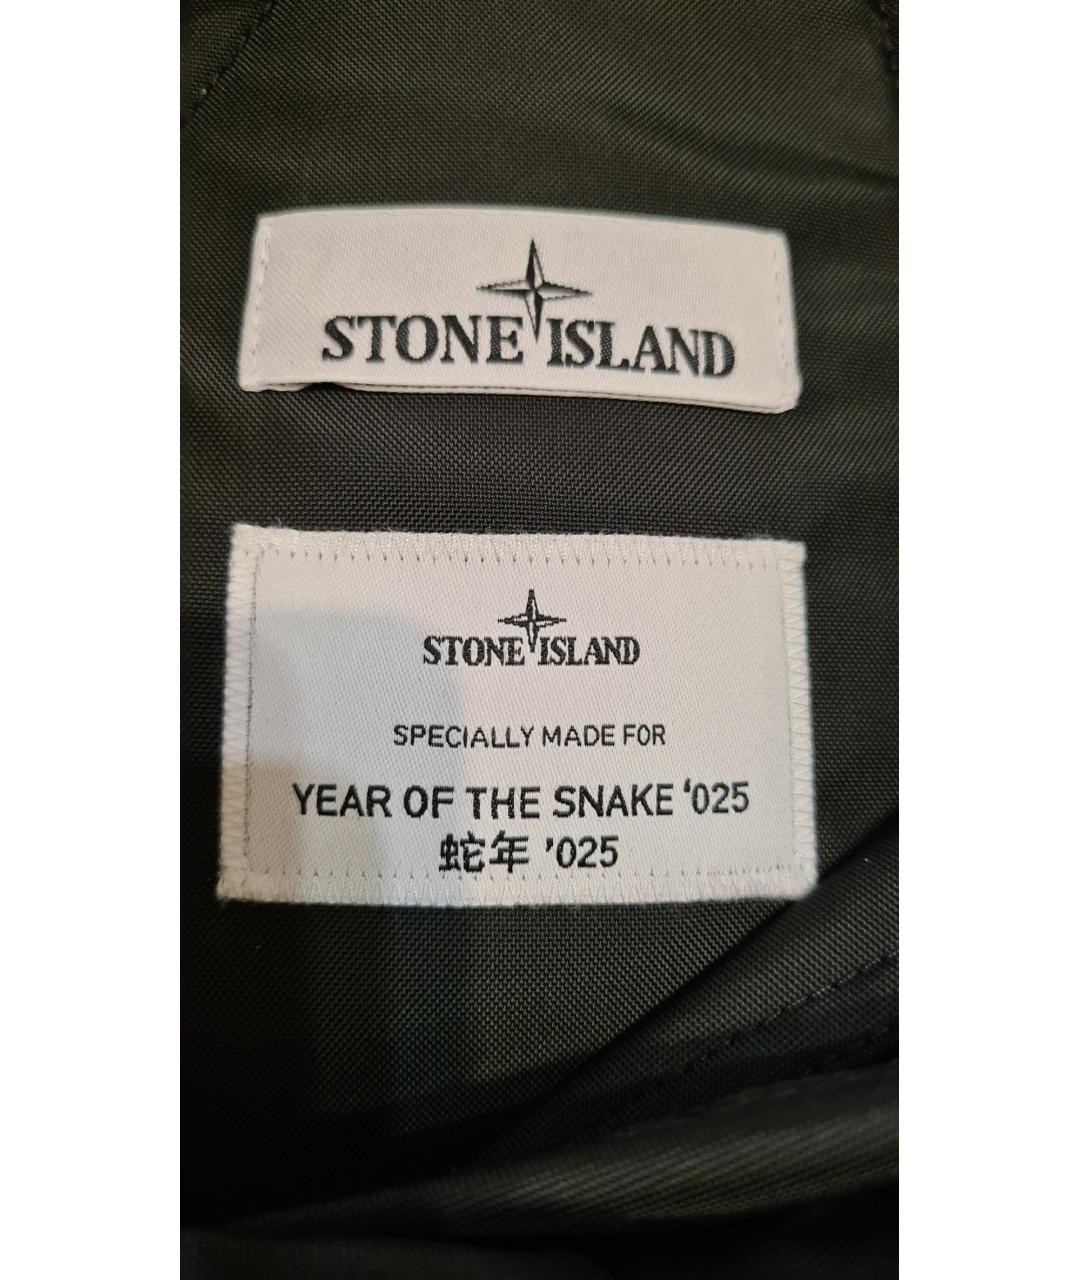 STONE ISLAND
STONE ISLAND
SPECIALLY MADE FOR
YEAR OF THE SNAKE ‘025
蛇年 ’025